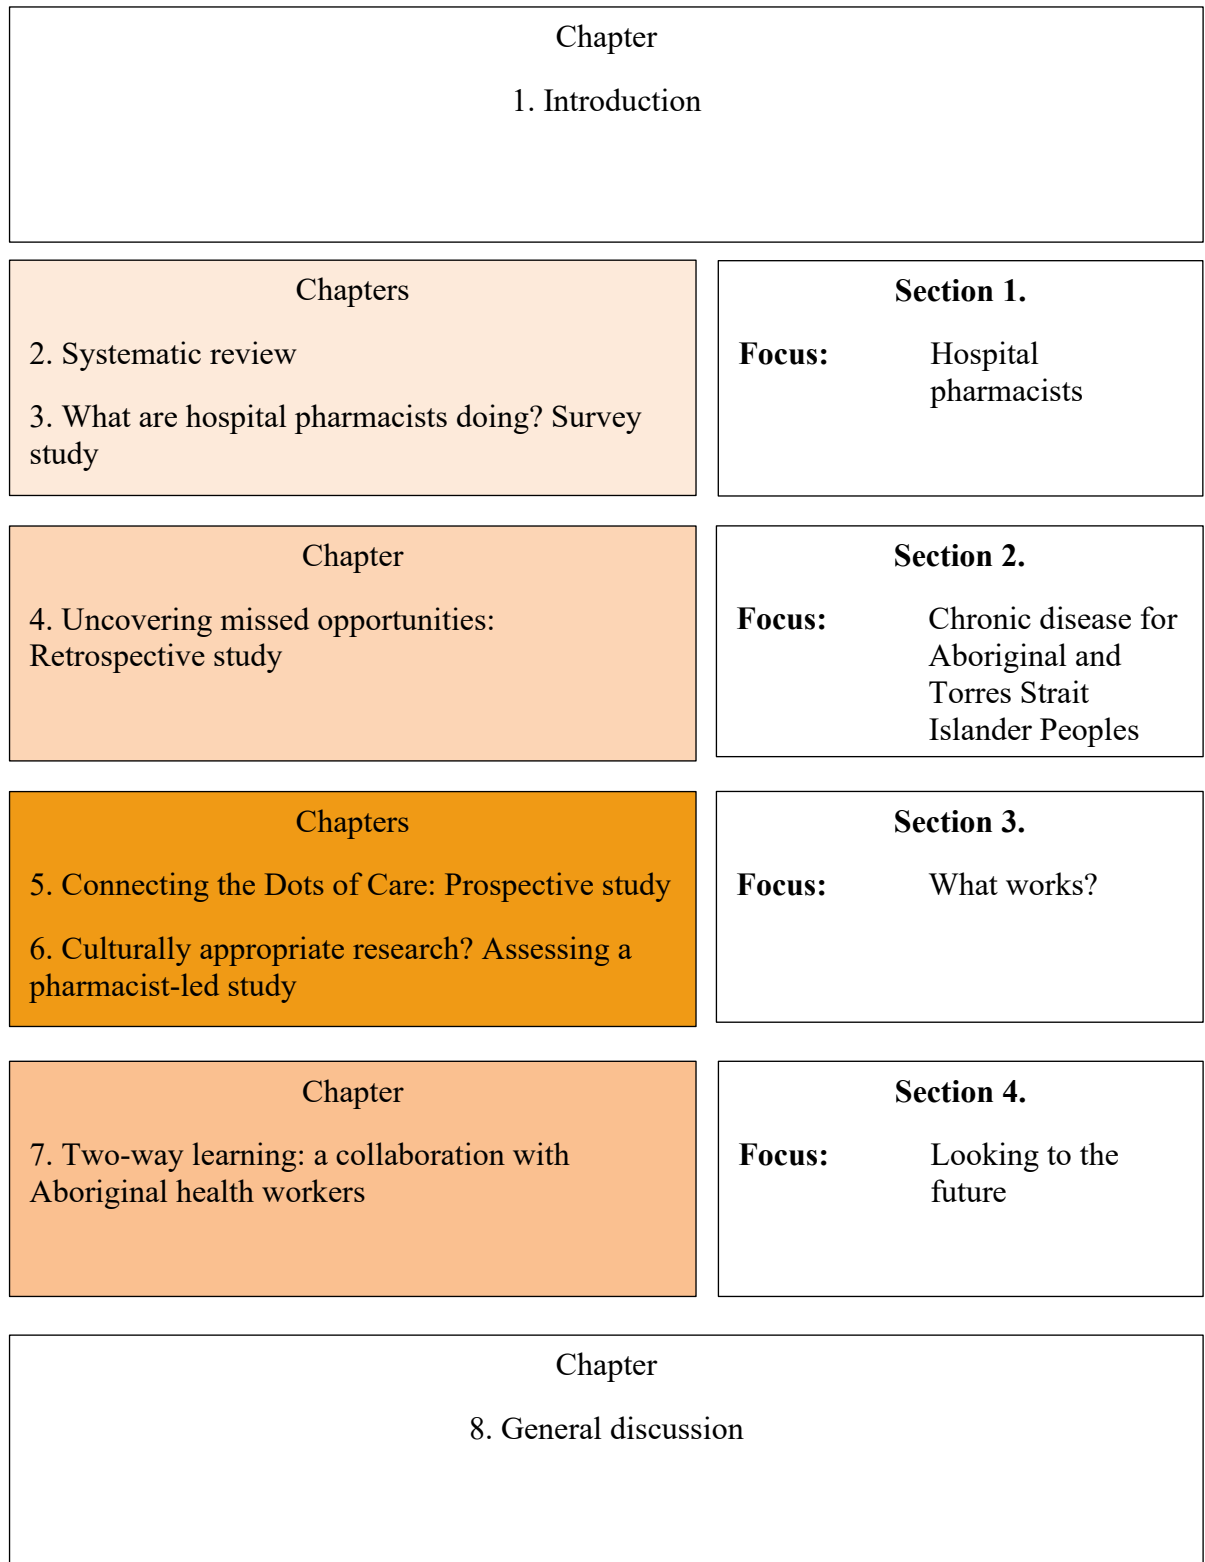 Chapter
1. Introduction
Chapters
2. Systematic review
3. What are hospital pharmacists doing? Survey
study
Section 1.
Focus: Hospital
pharmacists
Chapter
4. Uncovering missed opportunities:
Retrospective study
Section 2.
Focus: Chronic disease for
Aboriginal and
Torres Strait
Islander Peoples
Chapters
5. Connecting the Dots of Care: Prospective study
6. Culturally appropriate research? Assessing a
pharmacist-led study
Section 3.
Focus: What works?
Chapter
7. Two-way learning: a collaboration with
Aboriginal health workers
Section 4.
Focus: Looking to the
future
Chapter
8. General discussion